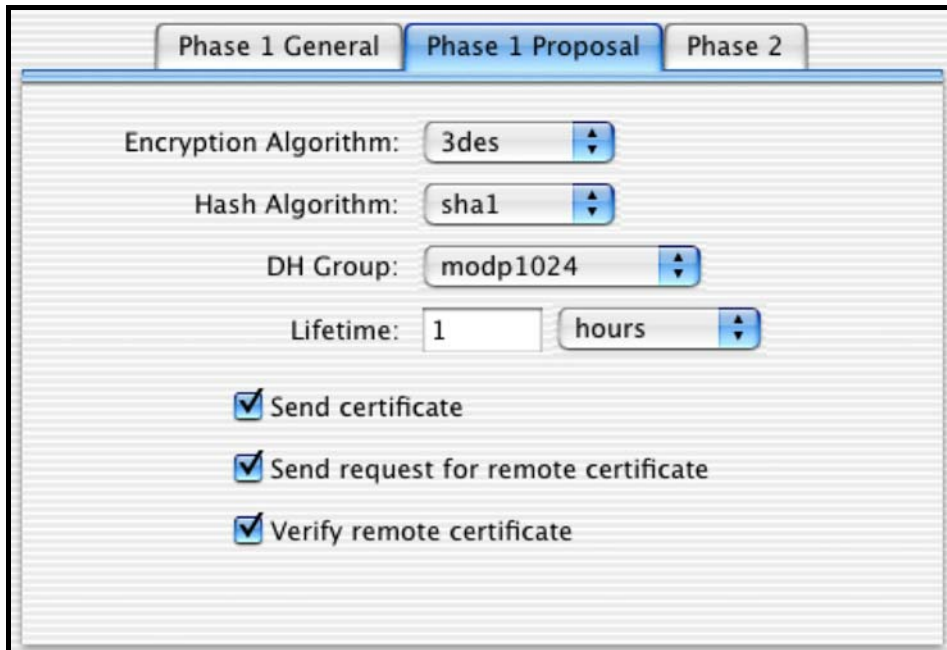 Phase 1 General Phase 1 Proposal Phase 2
Encryption Algorithm: 3des
Hash Algorithm: sha1
DH Group: modp1024
Lifetime: 1 hours
Send certificate
Send request for remote certificate
Verify remote certificate